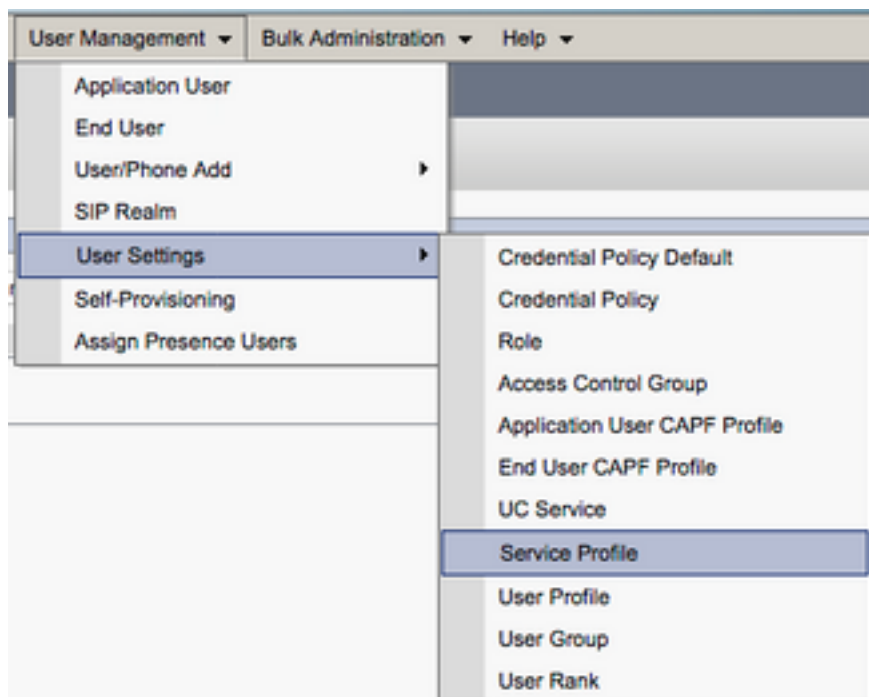 User Management Bulk Administration Help
Application User
End User
User/Phone Add
SIP Realm
User Settings
Self-Provisioning
Assign Presence Users
Credential Policy Default
Credential Policy
Role
Access Control Group
Application User CAPF Profile
End User CAPF Profile
UC Service
Service Profile
User Profile
User Group
User Rank